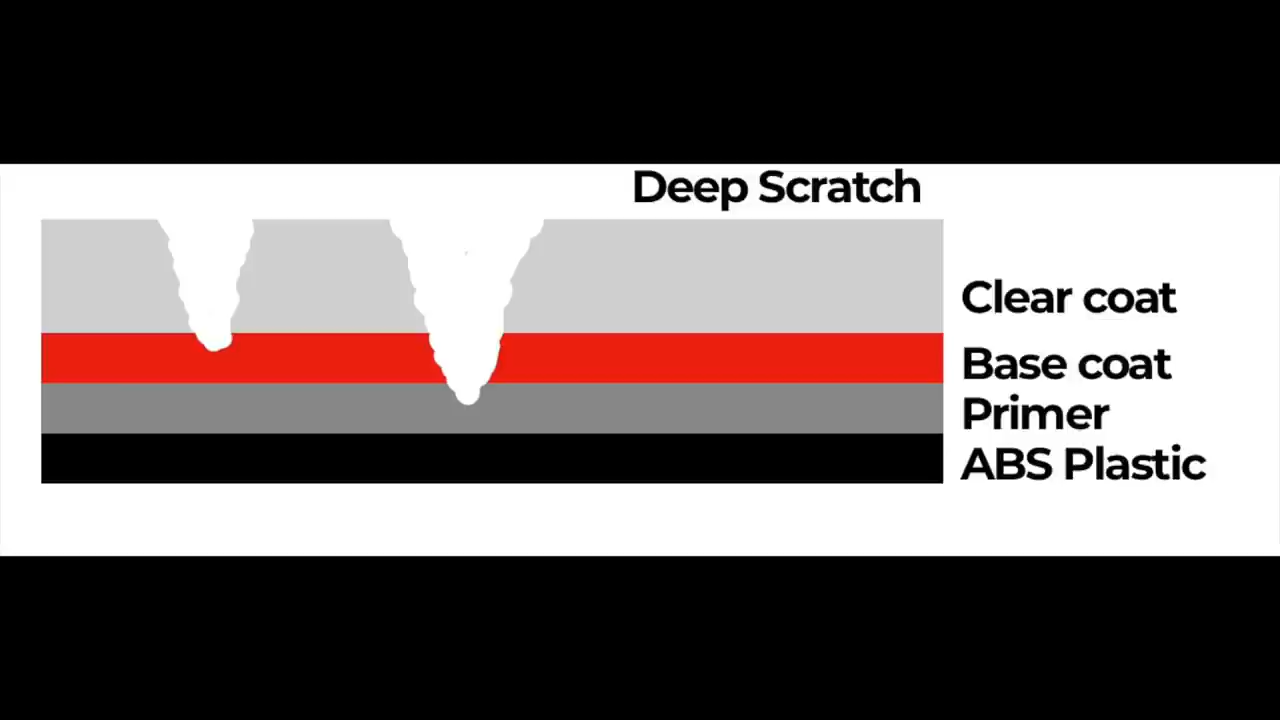 Deep Scratch
Clear coat
Base coat
Primer
ABS Plastic